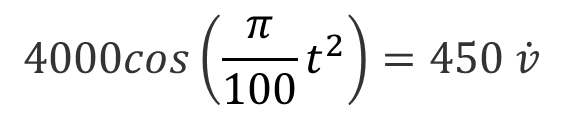 4000cos(π/100 t²) = 450 v̇